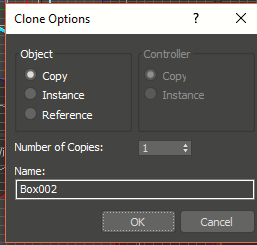 Clone Options
Object
Copy
Instance
Reference
Controller
Copy
Instance
Number of Copies: 1
Name:
Box002
OK Cancel